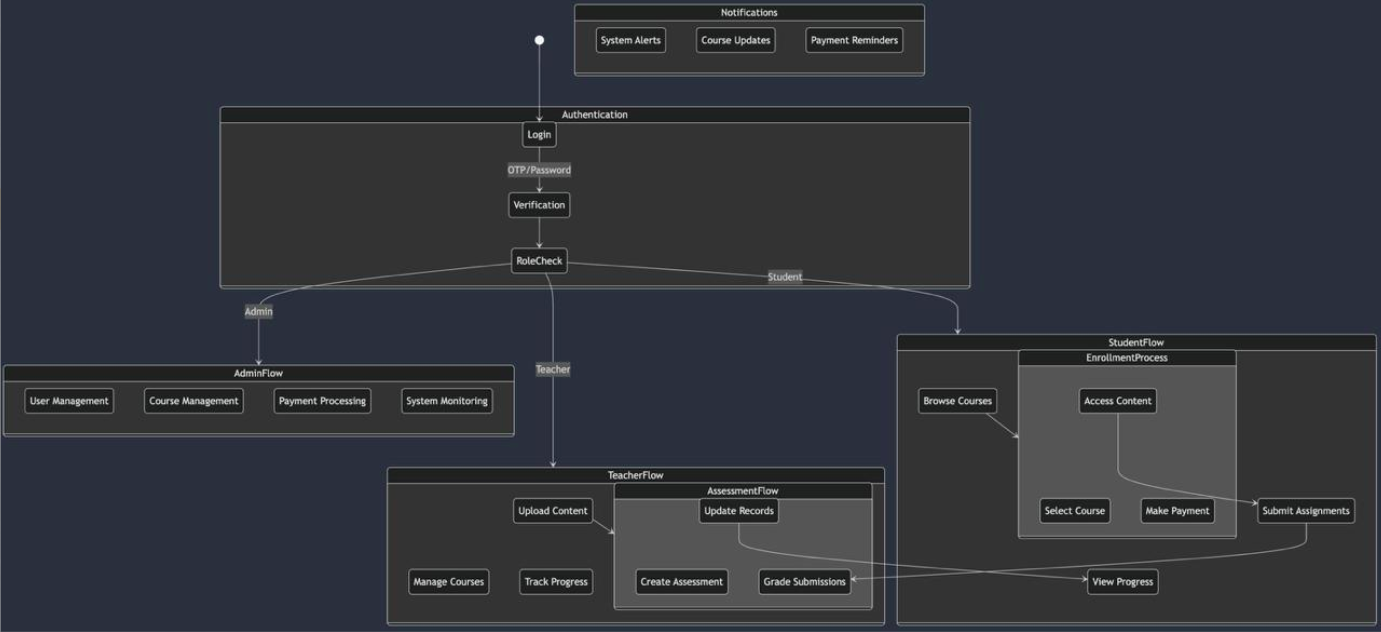 Notifications
System Alerts
Course Updates
Payment Reminders
Authentication
Login
OTP/Password
Verification
RoleCheck
Student
Admin
Teacher
AdminFlow
User Management
Course Management
Payment Processing
System Monitoring
StudentFlow
EnrollmentProcess
Browse Courses
Access Content
Select Course
Make Payment
Submit Assignments
View Progress
TeacherFlow
AssessmentFlow
Upload Content
Update Records
Manage Courses
Track Progress
Create Assessment
Grade Submissions